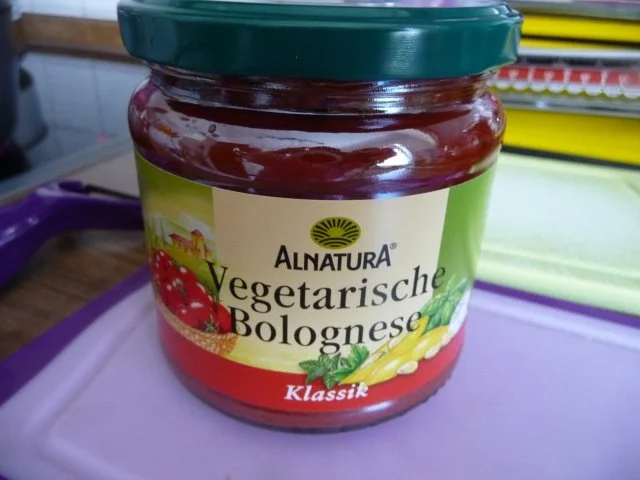 ALNATURA®
Vegetarische
Bolognese
Klassik